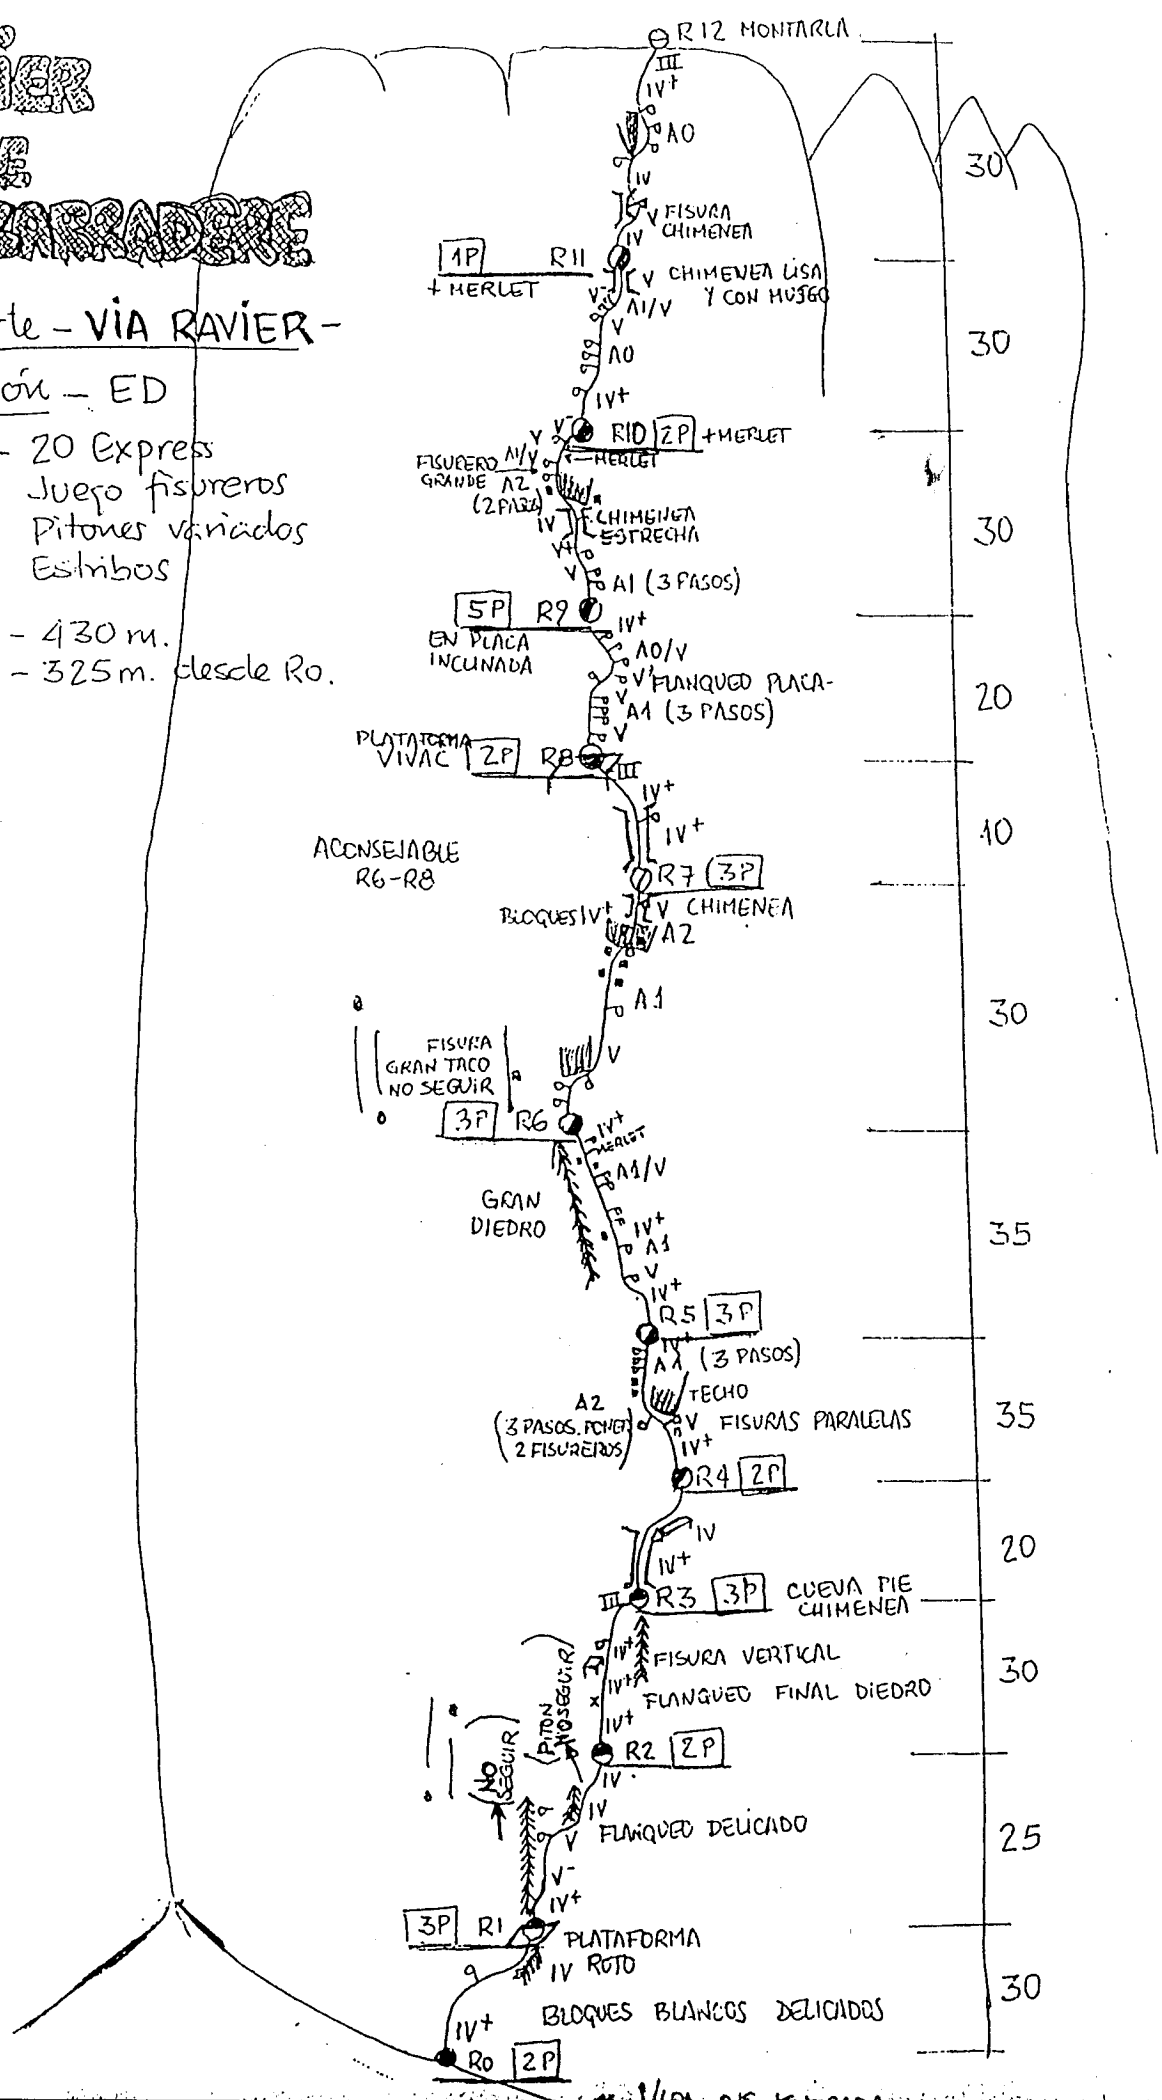 R12 MONTARLA
III
IV+
A0
30
IV
V FISURA
CHIMENEA
BARRADERE
IV
1P R11
+ MERLET
V CHIMENEA LISA
Y CON MUSGO
V-
A1/V
V
- VÍA RAVIER -
A0
30
ón - ED
IV+
V-
V
R10 2P + MERLET
- 20 Express
A1/V
MERLET
FISURERO
GRANDE A2
(2 PASOS)
Juego fisureros
Pitones variados
IV
CHIMENEA
ESTRECHA
30
Estribos
V+
V
A1 (3 PASOS)
5P R9
IV+
- 430 m.
EN PLACA
INCLINADA
A0/V
- 325 m. desde Ro.
V FLANQUEO PLACA-
V
A1 (3 PASOS)
20
V
PLATAFORMA
VIVAC 2P R8
III
IV+
IV+
10
ACONSEJABLE
R6-R8
R7 3P
BLOQUES IV+
V CHIMENEA
A2
A1
30
FISURA
GRAN TACO
NO SEGUIR
V
3P R6
IV+
MERLET
A1/V
GRAN
DIEDRO
IV+
A1
35
V
IV+
R5 3P
IV+
A1 (3 PASOS)
TECHO
A2
(3 PASOS. PONER
2 FISUREROS)
V FISURAS PARALELAS
35
IV+
R4 2P
IV
20
IV+
III R3 3P CUEVA PIE
CHIMENEA
IV+ FISURA VERTICAL
30
IV+ FLANQUEO FINAL DIEDRO
(PITON
NO SEGUIR)
IV+
R2 2P
NO
SEGUIR
IV
IV
FLANQUEO DELICADO
25
V
V-
IV+
3P R1
PLATAFORMA
IV ROTO
30
BLOQUES BLANCOS DELICADOS
IV+
R0 2P